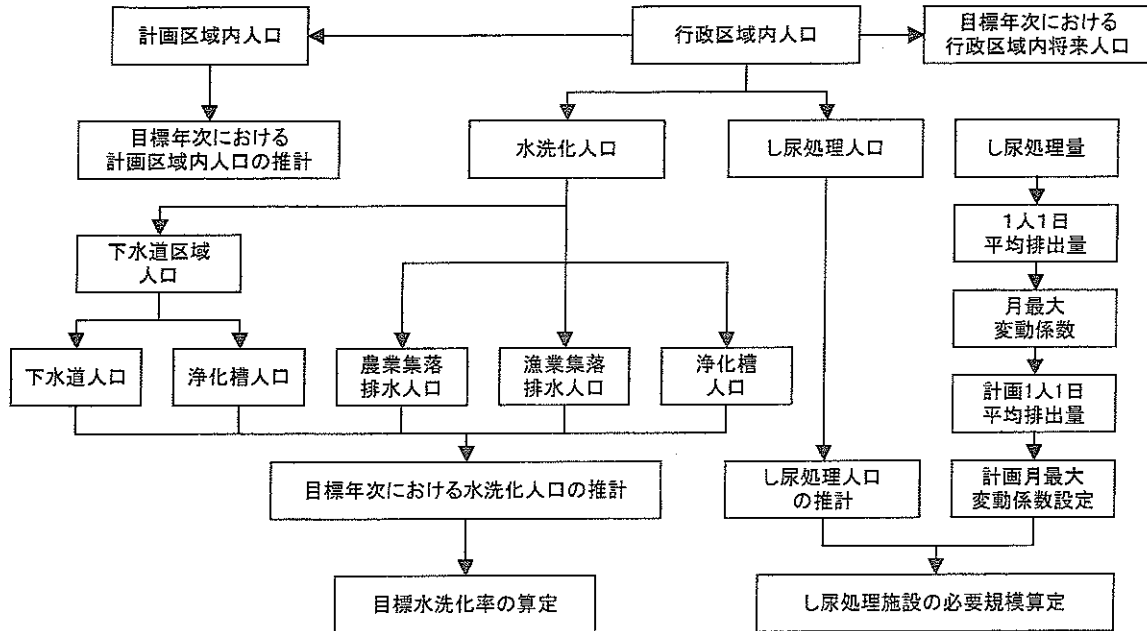 計画区域内人口
行政区域内人口
目標年次における
行政区域内将来人口
目標年次における
計画区域内人口の推計
水洗化人口
し尿処理人口
し尿処理量
下水道区域
人口
1人1日
平均排出量
月最大
変動係数
下水道人口
浄化槽人口
農業集落
排水人口
漁業集落
排水人口
浄化槽
人口
計画1人1日
平均排出量
目標年次における水洗化人口の推計
し尿処理人口
の推計
計画月最大
変動係数設定
目標水洗化率の算定
し尿処理施設の必要規模算定